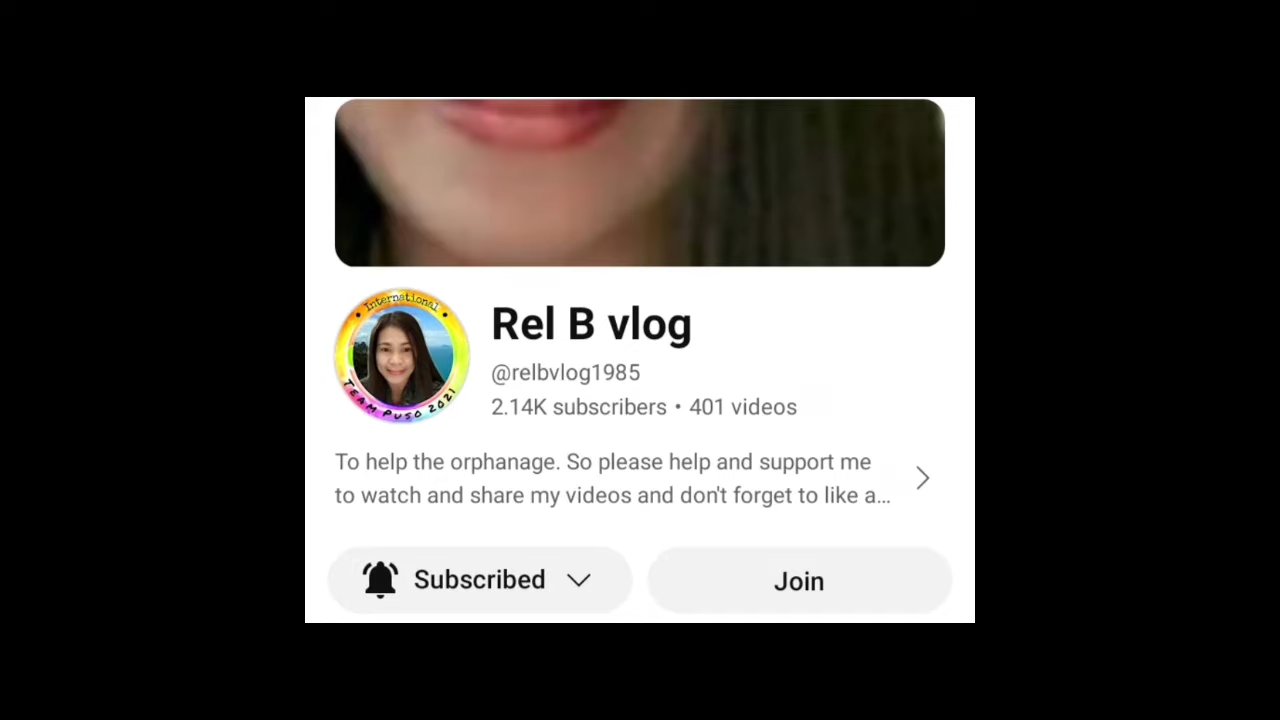 International
TEAM PUSO 2021
Rel B vlog
@relbvlog1985
2.14K subscribers • 401 videos
To help the orphanage. So please help and support me
to watch and share my videos and don't forget to like a...
Subscribed
Join